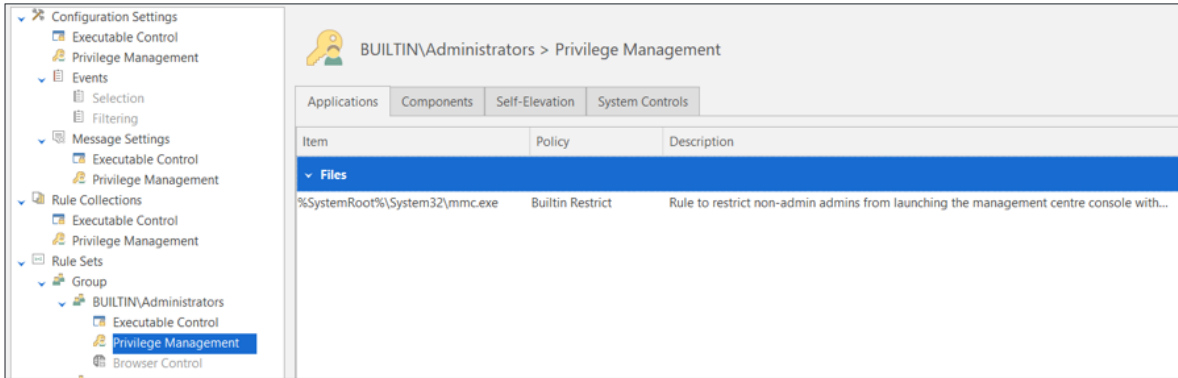 Configuration Settings
Executable Control
Privilege Management
Events
Selection
Filtering
Message Settings
Executable Control
Privilege Management
Rule Collections
Executable Control
Privilege Management
Rule Sets
Group
BUILTIN\Administrators
Executable Control
Privilege Management
Browser Control
BUILTIN\Administrators > Privilege Management
Applications Components Self-Elevation System Controls
Item Policy Description
Files
%SystemRoot%\System32\mmc.exe Builtin Restrict Rule to restrict non-admin admins from launching the management centre console with...